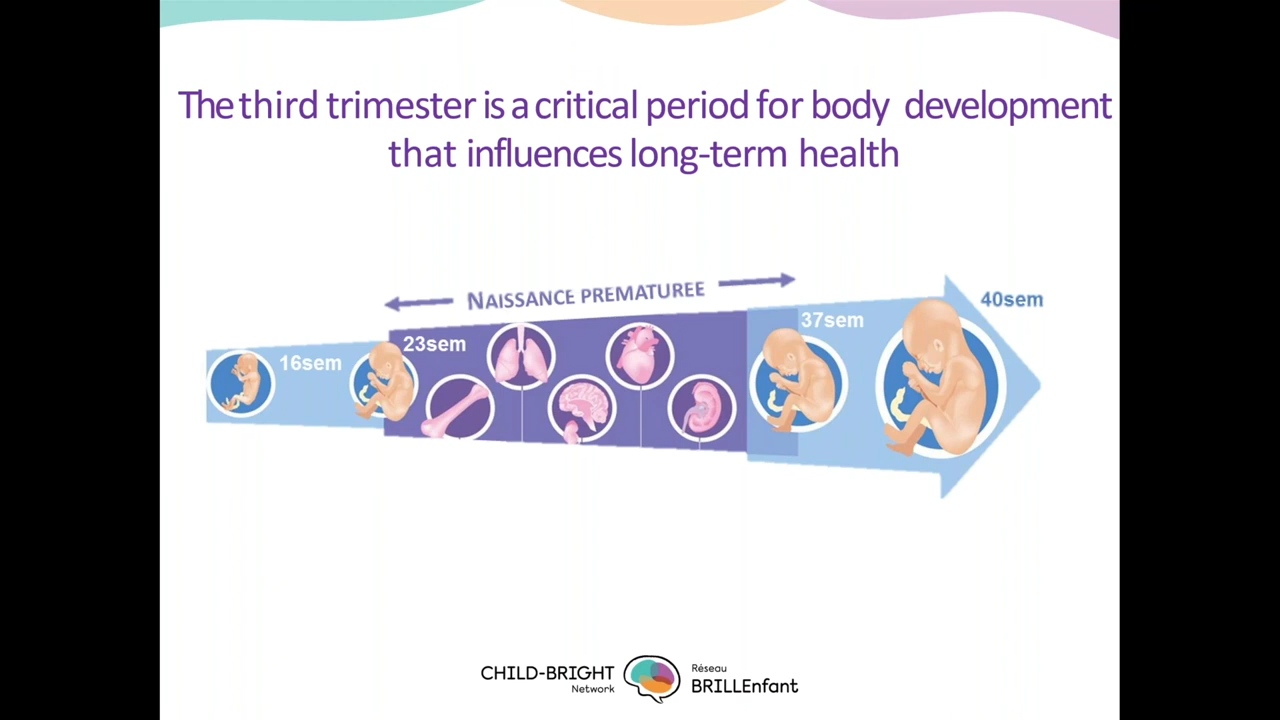 The third trimester is a critical period for body development
that influences long-term health
NAISSANCE PREMATUREE
16sem
23sem
37sem
40sem
CHILD-BRIGHT
Network
Réseau
BRILLEnfant